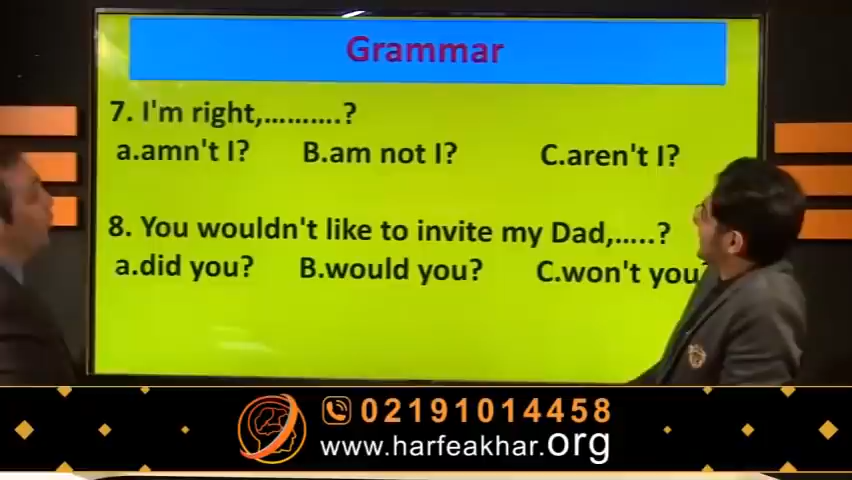 Grammar
7. I'm right,..........?
a.amn't I? B.am not I? C.aren't I?
8. You wouldn't like to invite my Dad,.....?
a.did you? B.would you? C.won't you
02191014458
www.harfeakhar.org